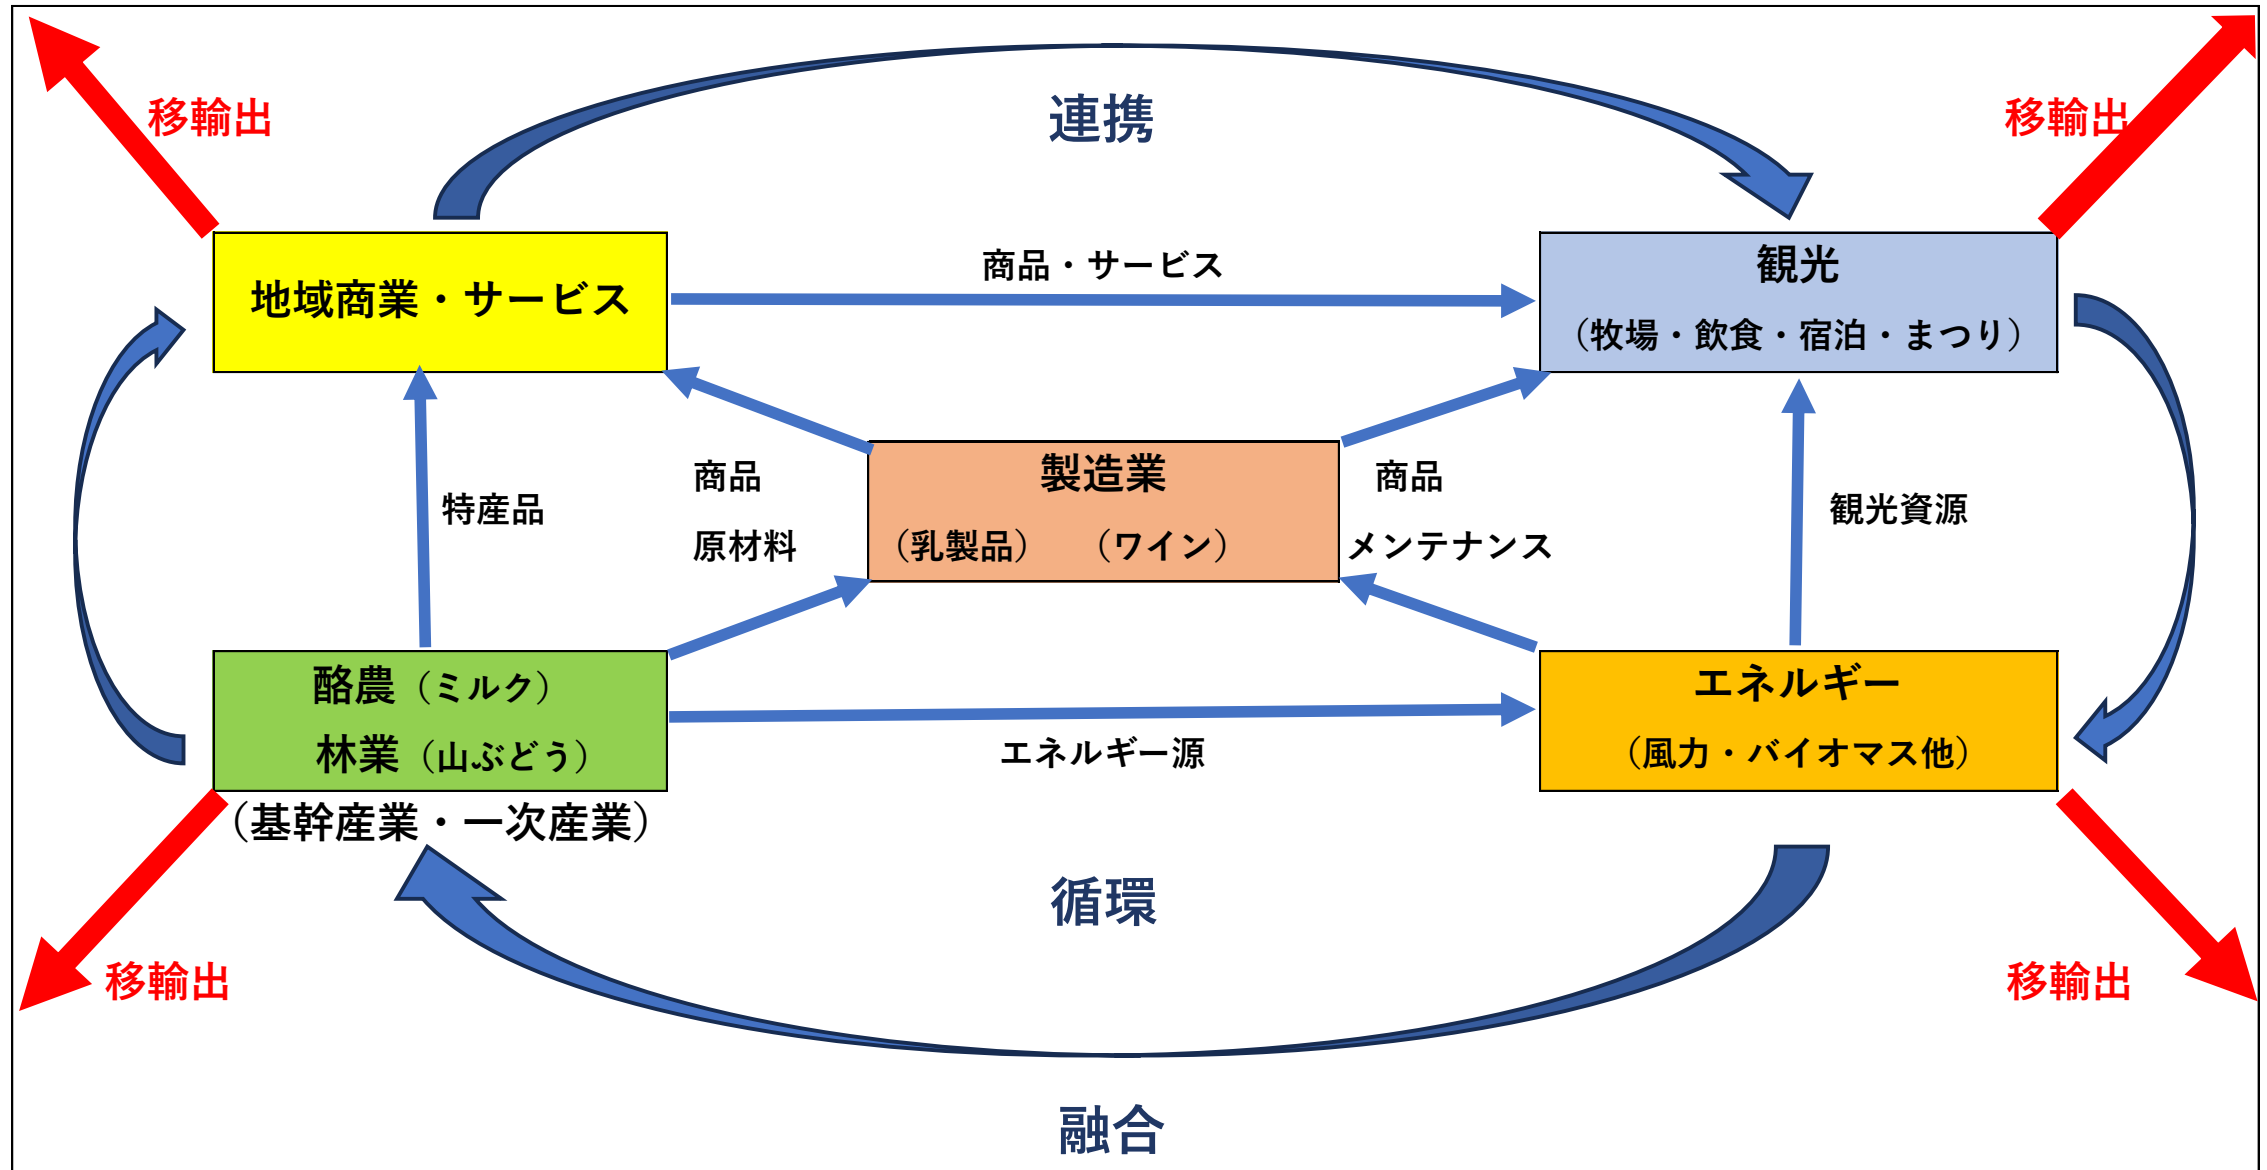 連携
移輸出
移輸出
商品・サービス
地域商業・サービス
観光
(牧場・飲食・宿泊・まつり)
製造業
(乳製品) (ワイン)
商品
原材料
商品
メンテナンス
特産品
観光資源
酪農(ミルク)
林業(山ぶどう)
(基幹産業・一次産業)
エネルギー源
エネルギー
(風力・バイオマス他)
循環
移輸出
移輸出
融合